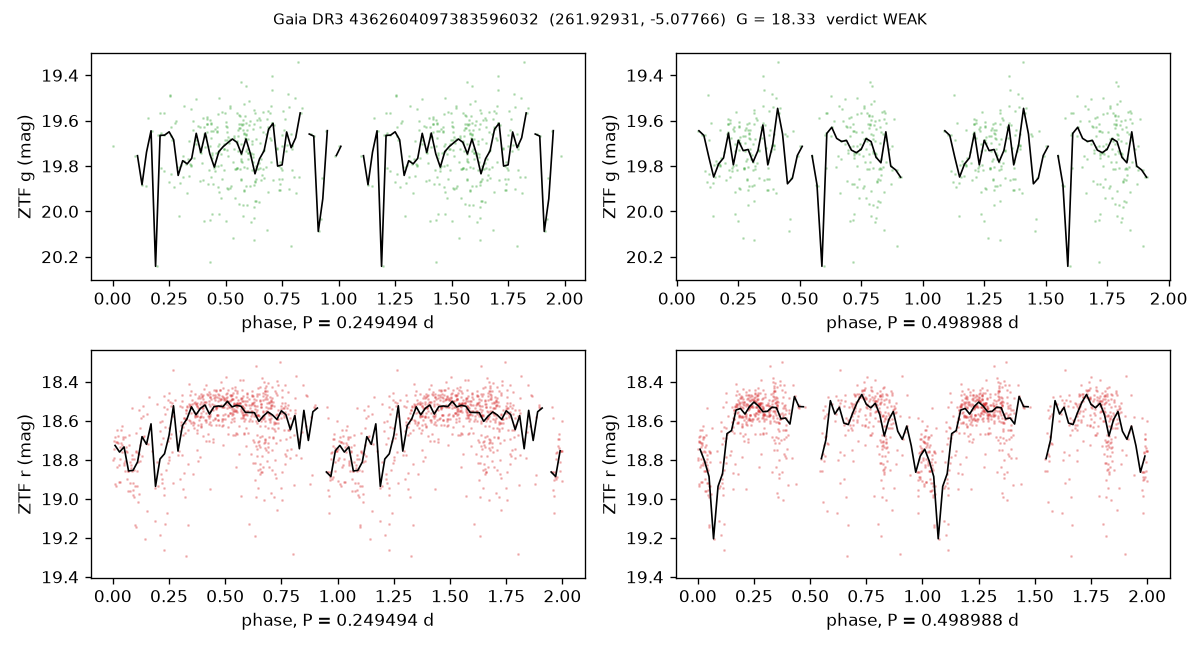 Gaia DR3 4362604097383596032  (261.92931, -5.07766)  G = 18.33  verdict WEAK
ZTF g (mag)
19.4
19.6
19.8
20.0
20.2
0.00 0.25 0.50 0.75 1.00 1.25 1.50 1.75 2.00
phase, P = 0.249494 d
ZTF g (mag)
19.4
19.6
19.8
20.0
20.2
0.00 0.25 0.50 0.75 1.00 1.25 1.50 1.75 2.00
phase, P = 0.498988 d
ZTF r (mag)
18.4
18.6
18.8
19.0
19.2
19.4
0.00 0.25 0.50 0.75 1.00 1.25 1.50 1.75 2.00
phase, P = 0.249494 d
ZTF r (mag)
18.4
18.6
18.8
19.0
19.2
19.4
0.00 0.25 0.50 0.75 1.00 1.25 1.50 1.75 2.00
phase, P = 0.498988 d